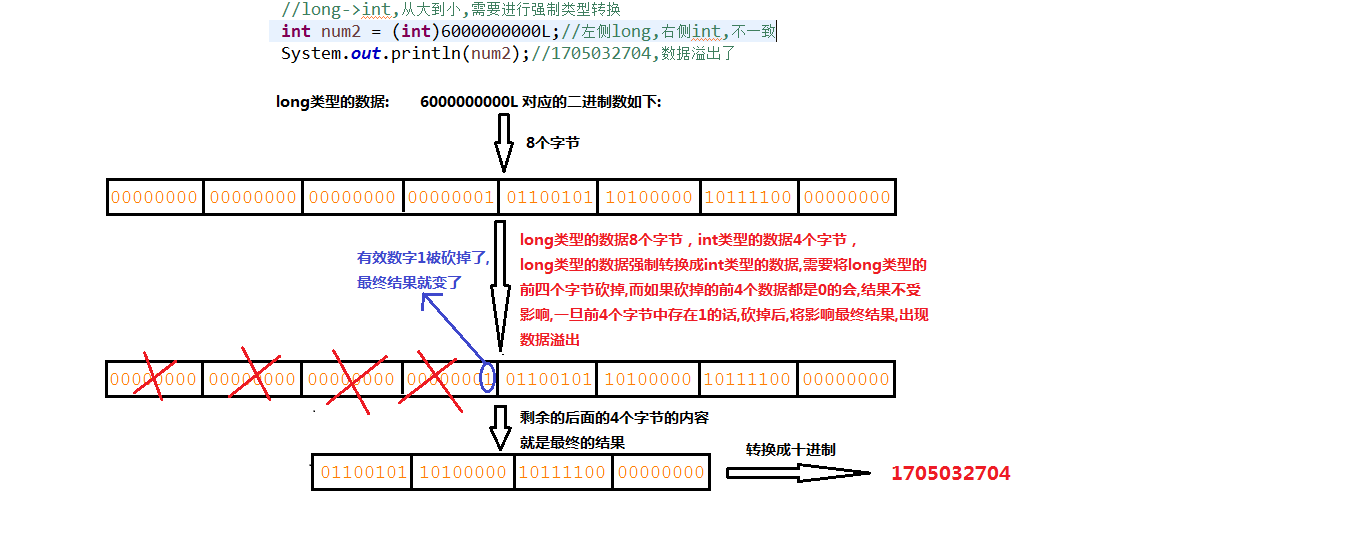 //long->int,从大到小,需要进行强制类型转换
int num2 = (int)6000000000L;//左侧long,右侧int,不一致
System.out.println(num2);//1705032704,数据溢出了
long类型的数据: 6000000000L 对应的二进制数如下:
8个字节
00000000 00000000 00000000 00000001 01100101 10100000 10111100 00000000
有效数字1被砍掉了,
最终结果就变了
long类型的数据8个字节，int类型的数据4个字节，
long类型的数据强制转换成int类型的数据,需要将long类型的
前四个字节砍掉,而如果砍掉的前4个数据都是0的会,结果不受
影响,一旦前4个字节中存在1的话,砍掉后,将影响最终结果,出现
数据溢出
00000000 00000000 00000000 00000001 01100101 10100000 10111100 00000000
剩余的后面的4个字节的内容
就是最终的结果
01100101 10100000 10111100 00000000
转换成十进制
1705032704